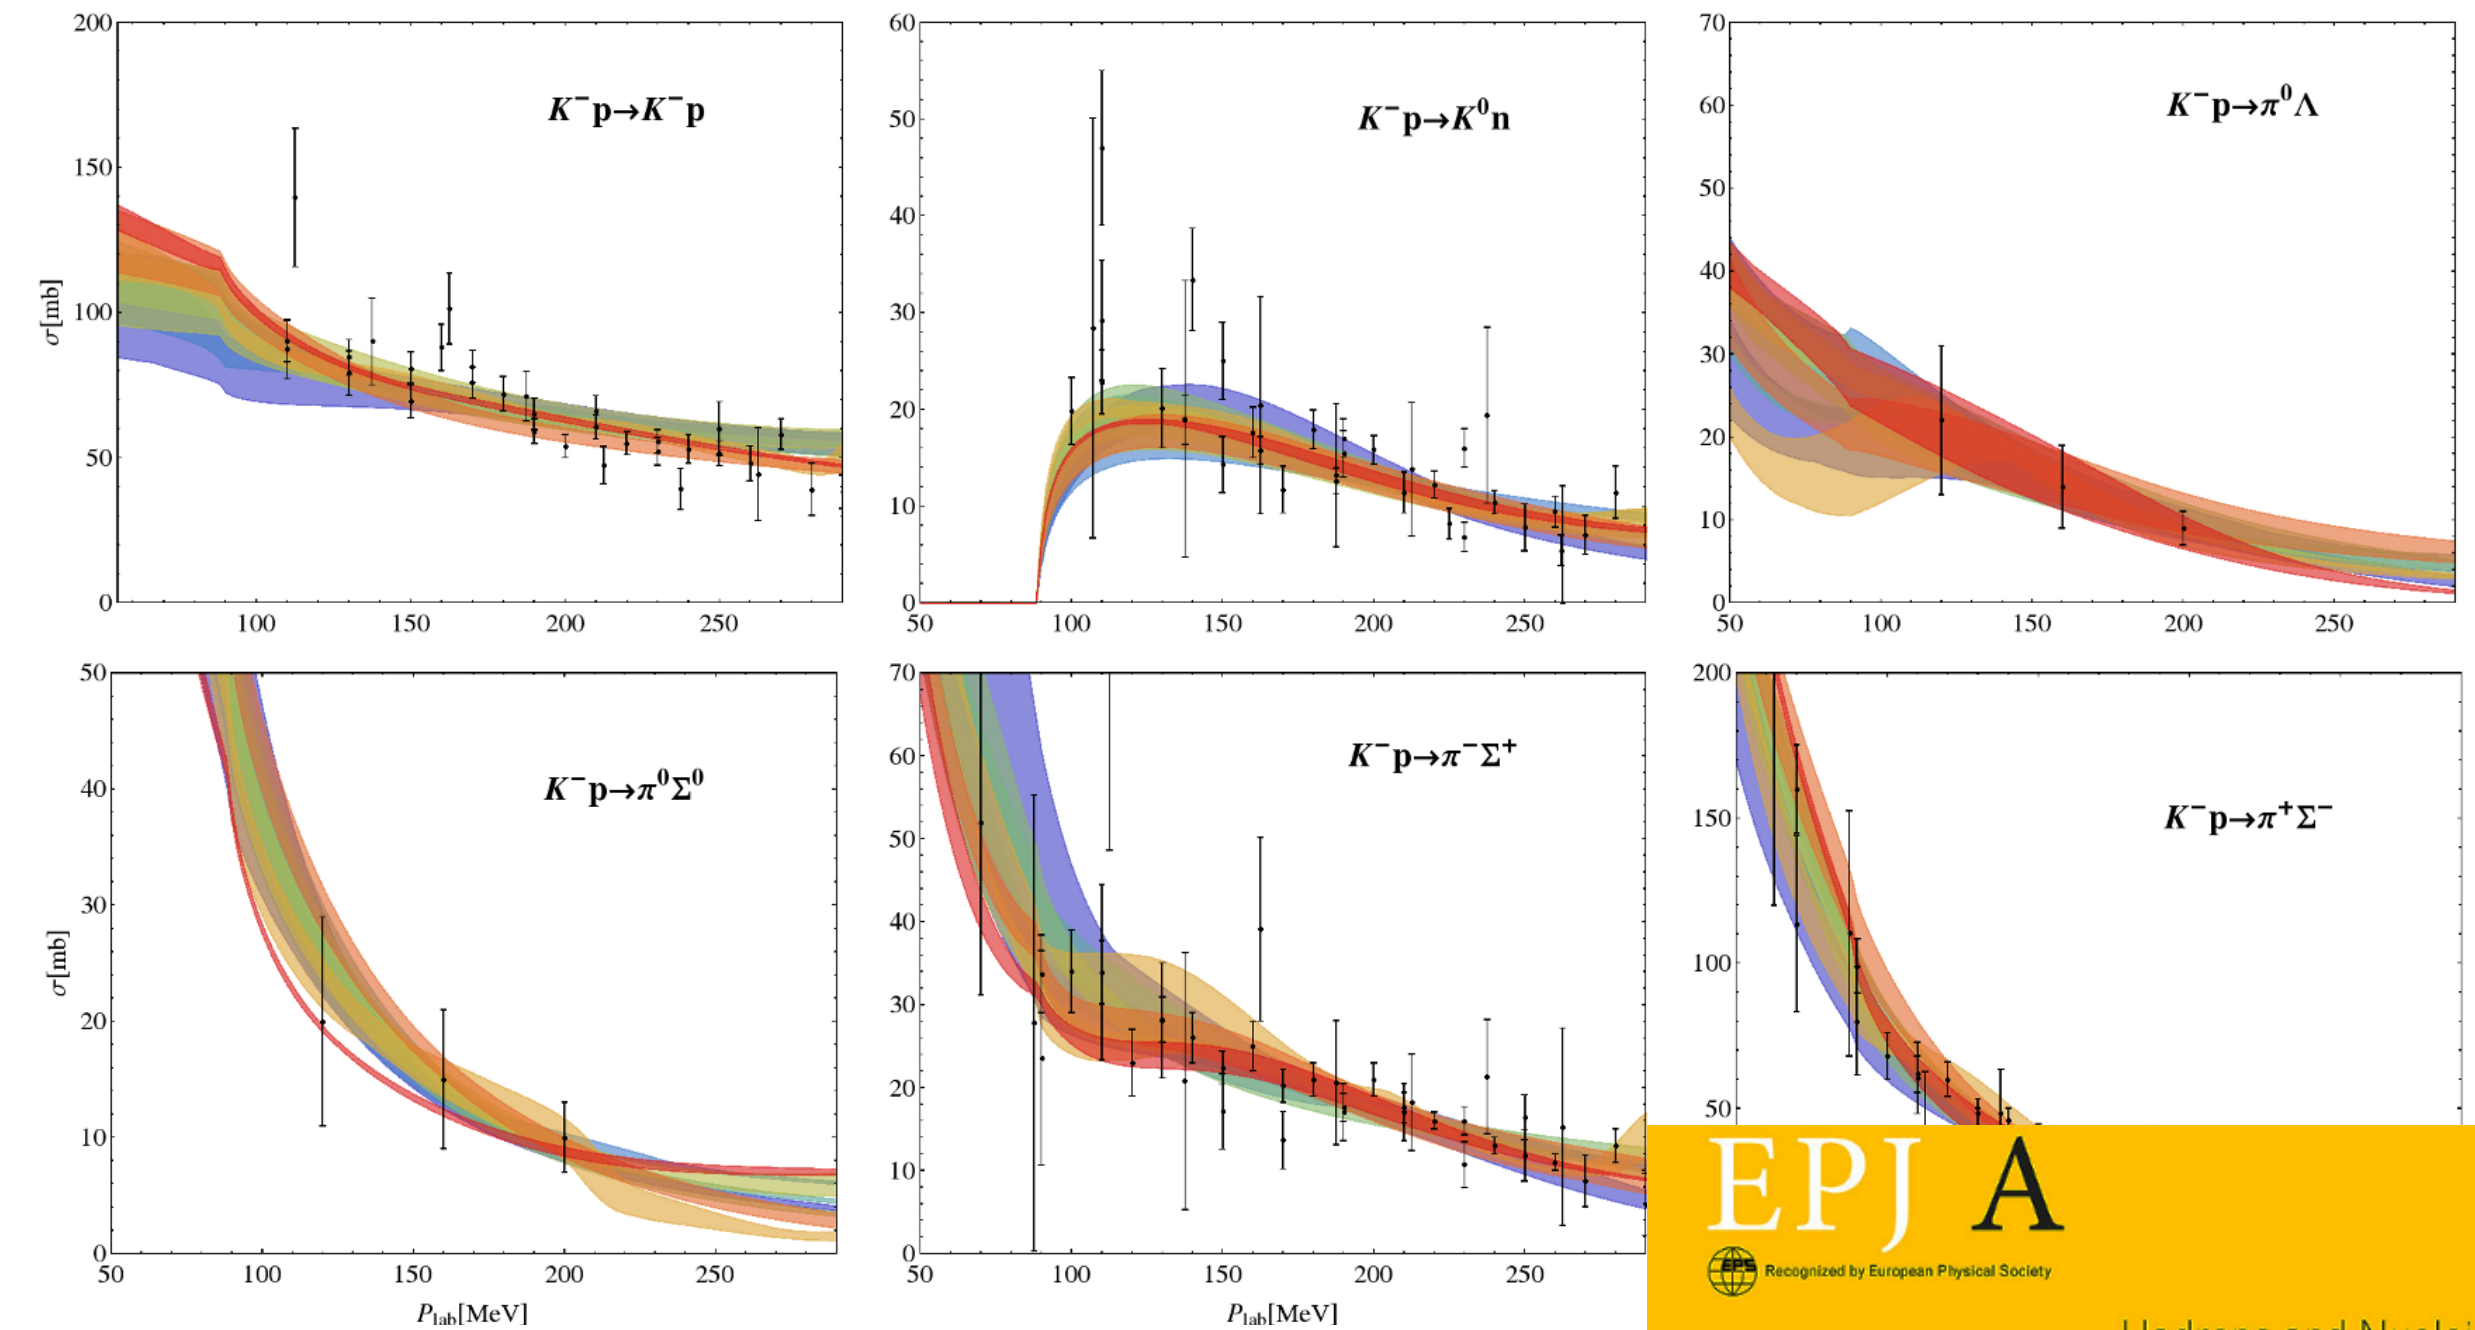 200
150
100
50
0
σ[mb]
K⁻p→K⁻p
100 150 200 250
60
50
40
30
20
10
0
K⁻p→K⁰n
50 100 150 200 250
70
60
50
40
30
20
10
0
K⁻p→π⁰Λ
50 100 150 200 250
50
40
30
20
10
0
σ[mb]
K⁻p→π⁰Σ⁰
50 100 150 200 250
P_lab[MeV]
70
60
50
40
30
20
10
0
K⁻p→π⁻Σ⁺
50 100 150 200 250
P_lab[MeV]
200
150
100
50
K⁻p→π⁺Σ⁻
EPJ A
EPS Recognized by European Physical Society